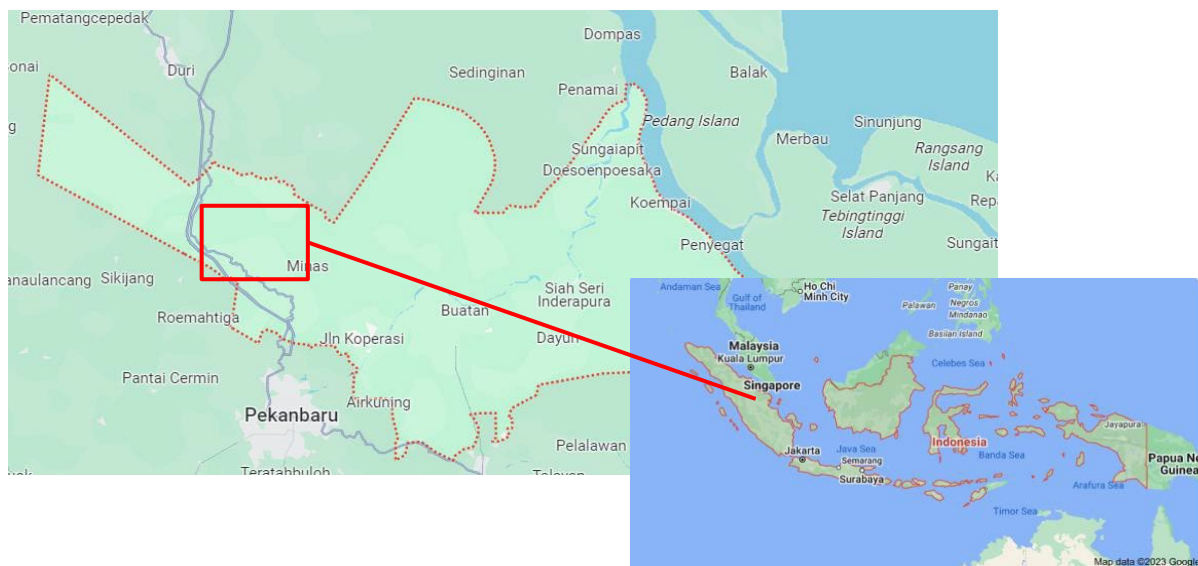 Pematangcepedak
Dompas
Duri
Sedinginan
Balak
Penamai
Pedang Island
Sinunjung
Merbau
Sungaiapit
Rangsang
Island
Doesoenpoesaka
Selat Panjang
Koempai
Tebingtinggi
Island
Penyegat
Sikijang
Minas
Siah Seri
Inderapura
Roemahtiga
Buatan
Jln Koperasi
Dayun
Pantai Cermin
Airkuning
Pekanbaru
Pelalawan
Teratahbuloh
Andaman Sea
Gulf of
Thailand
Ho Chi
Minh City
Panay
Palawan
Negros
Mindanao
Basilan Island
Malaysia
Kuala Lumpur
Celebes Sea
Singapore
Jayapura
Indonesia
Jakarta
Java Sea
Semarang
Surabaya
Banda Sea
Papua Ne
Guinea
Arafura Sea
Timor Sea
Map data ©2023 Google